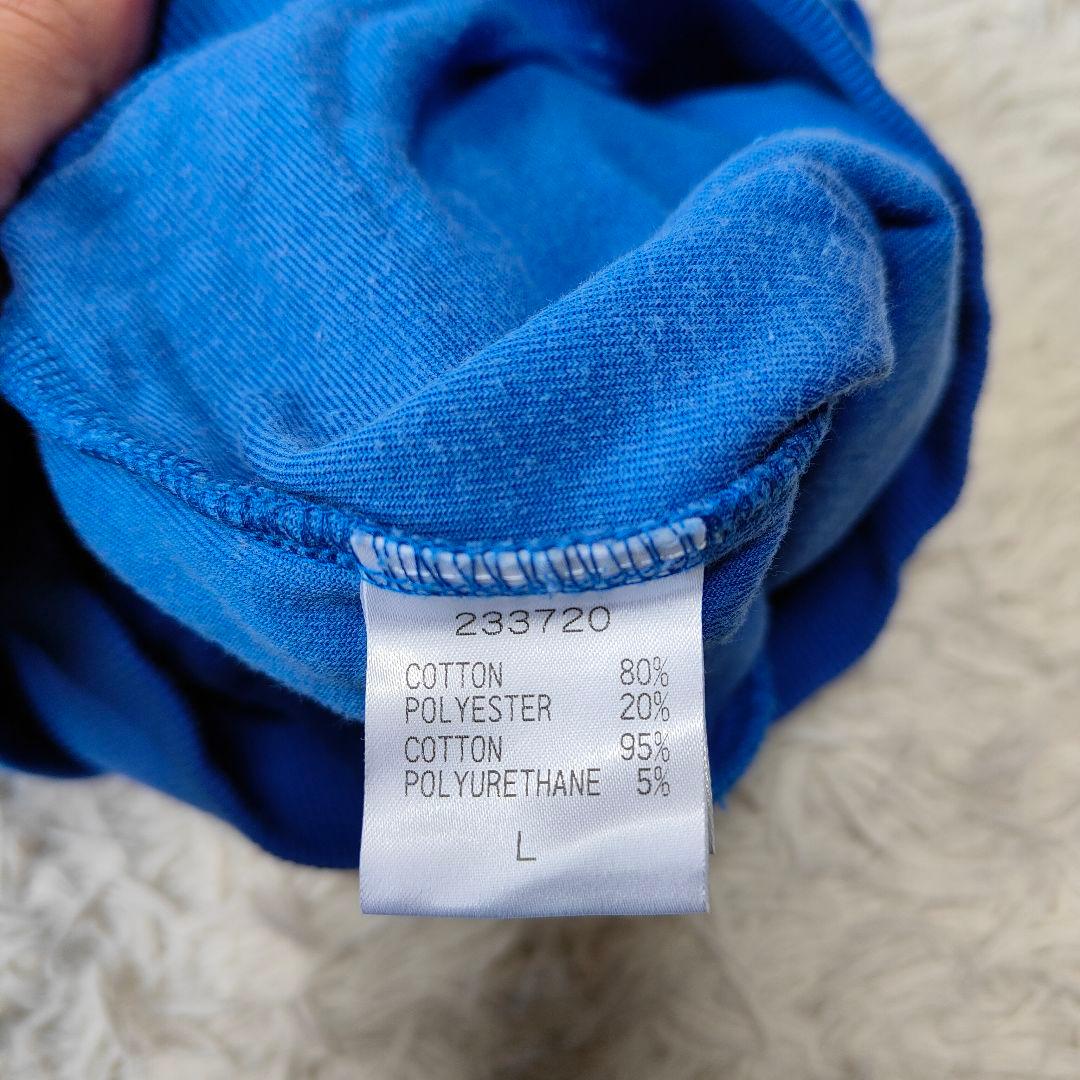 233720
COTTON 80%
POLYESTER 20%
COTTON 95%
POLYURETHANE 5%
L